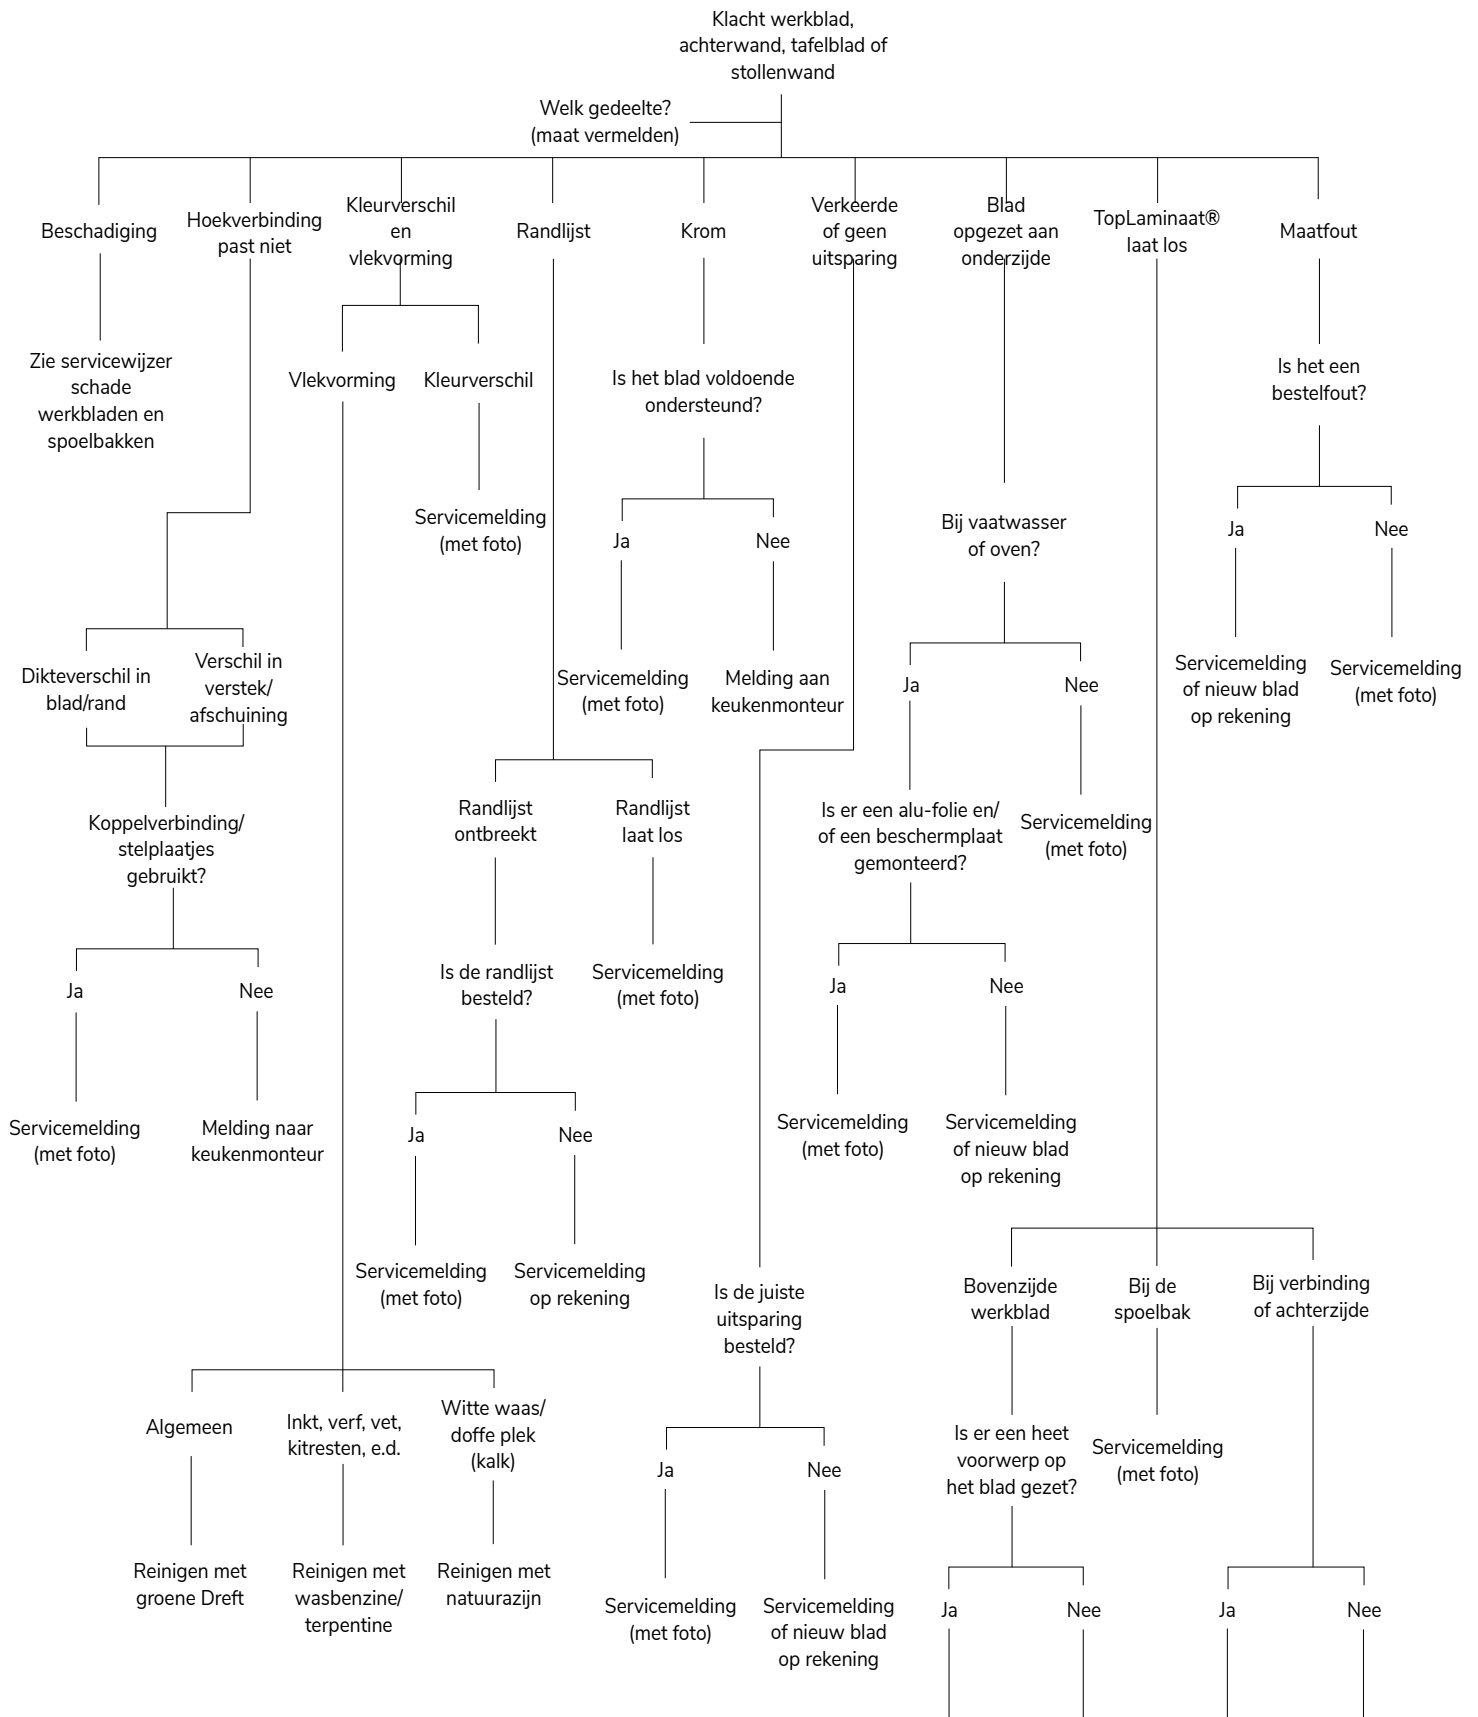 Klacht werkblad,
achterwand, tafelblad of
stollenwand
Welk gedeelte?
(maat vermelden)
Beschadiging
Hoekverbinding
past niet
Kleurverschil
en
vlekvorming
Randlijst
Krom
Verkeerde
of geen
uitsparing
Blad
opgezet aan
onderzijde
TopLaminaat®
laat los
Maatfout
Zie servicewijzer
schade
werkbladen en
spoelbakken
Vlekvorming
Kleurverschil
Is het blad voldoende
ondersteund?
Is het een
bestelfout?
Servicemelding
(met foto)
Ja
Nee
Bij vaatwasser
of oven?
Ja
Nee
Dikteverschil in
blad/rand
Verschil in
verstek/
afschuining
Servicemelding
(met foto)
Melding aan
keukenmonteur
Ja
Nee
Servicemelding
of nieuw blad
op rekening
Servicemelding
(met foto)
Koppelverbinding/
stelplaatjes
gebruikt?
Randlijst
ontbreekt
Randlijst
laat los
Is er een alu-folie en/
of een beschermplaat
gemonteerd?
Servicemelding
(met foto)
Ja
Nee
Is de randlijst
besteld?
Servicemelding
(met foto)
Ja
Nee
Servicemelding
(met foto)
Melding naar
keukenmonteur
Ja
Nee
Servicemelding
(met foto)
Servicemelding
of nieuw blad
op rekening
Servicemelding
(met foto)
Servicemelding
op rekening
Is de juiste
uitsparing
besteld?
Bovenzijde
werkblad
Bij de
spoelbak
Bij verbinding
of achterzijde
Algemeen
Inkt, verf, vet,
kitresten, e.d.
Witte waas/
doffe plek
(kalk)
Ja
Nee
Is er een heet
voorwerp op
het blad gezet?
Servicemelding
(met foto)
Reinigen met
groene Dreft
Reinigen met
wasbenzine/
terpentine
Reinigen met
natuurazijn
Servicemelding
(met foto)
Servicemelding
of nieuw blad
op rekening
Ja
Nee
Ja
Nee